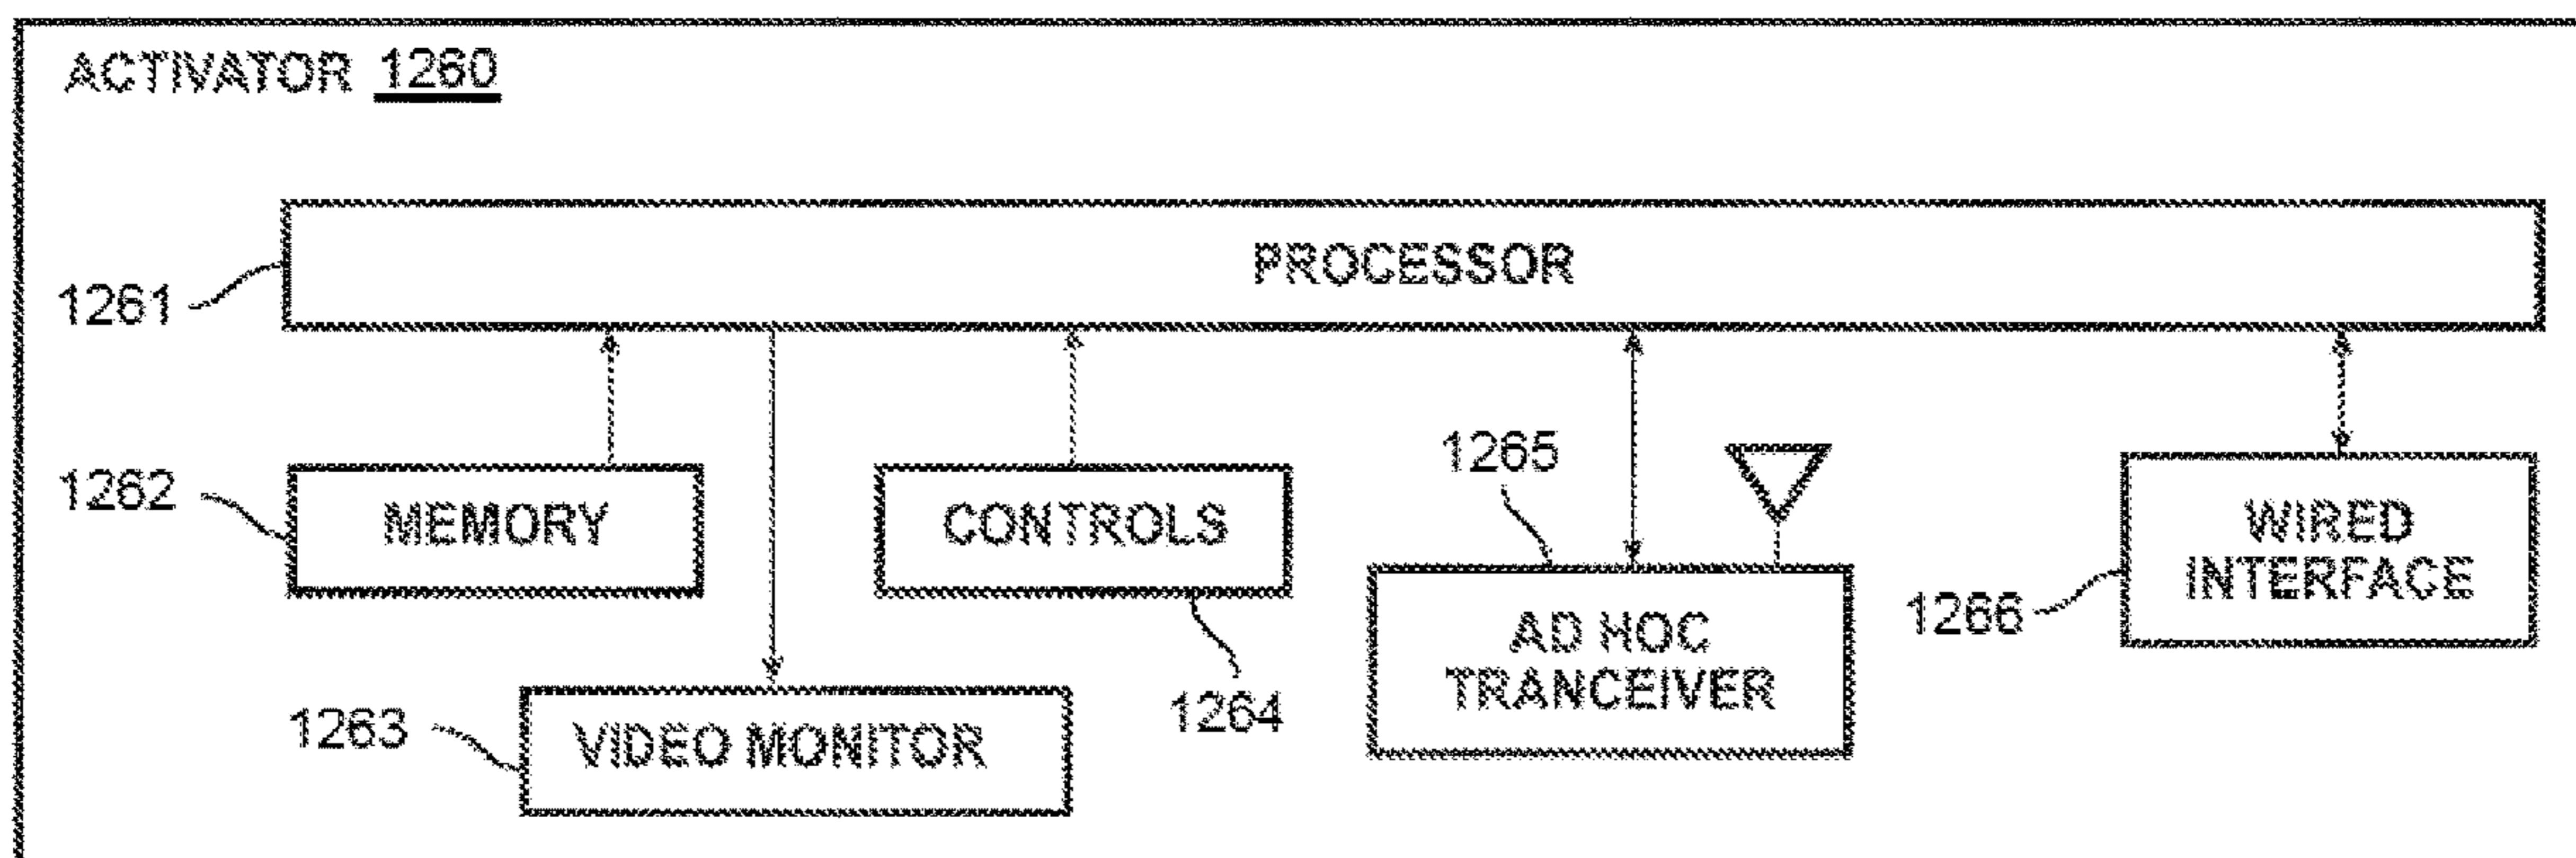 ACTIVATOR 1260
PROCESSOR
1261
1265
1262
MEMORY
CONTROLS
WIRED
INTERFACE
1266
AD HOC
TRANCEIVER
1264
1263
VIDEO MONITOR